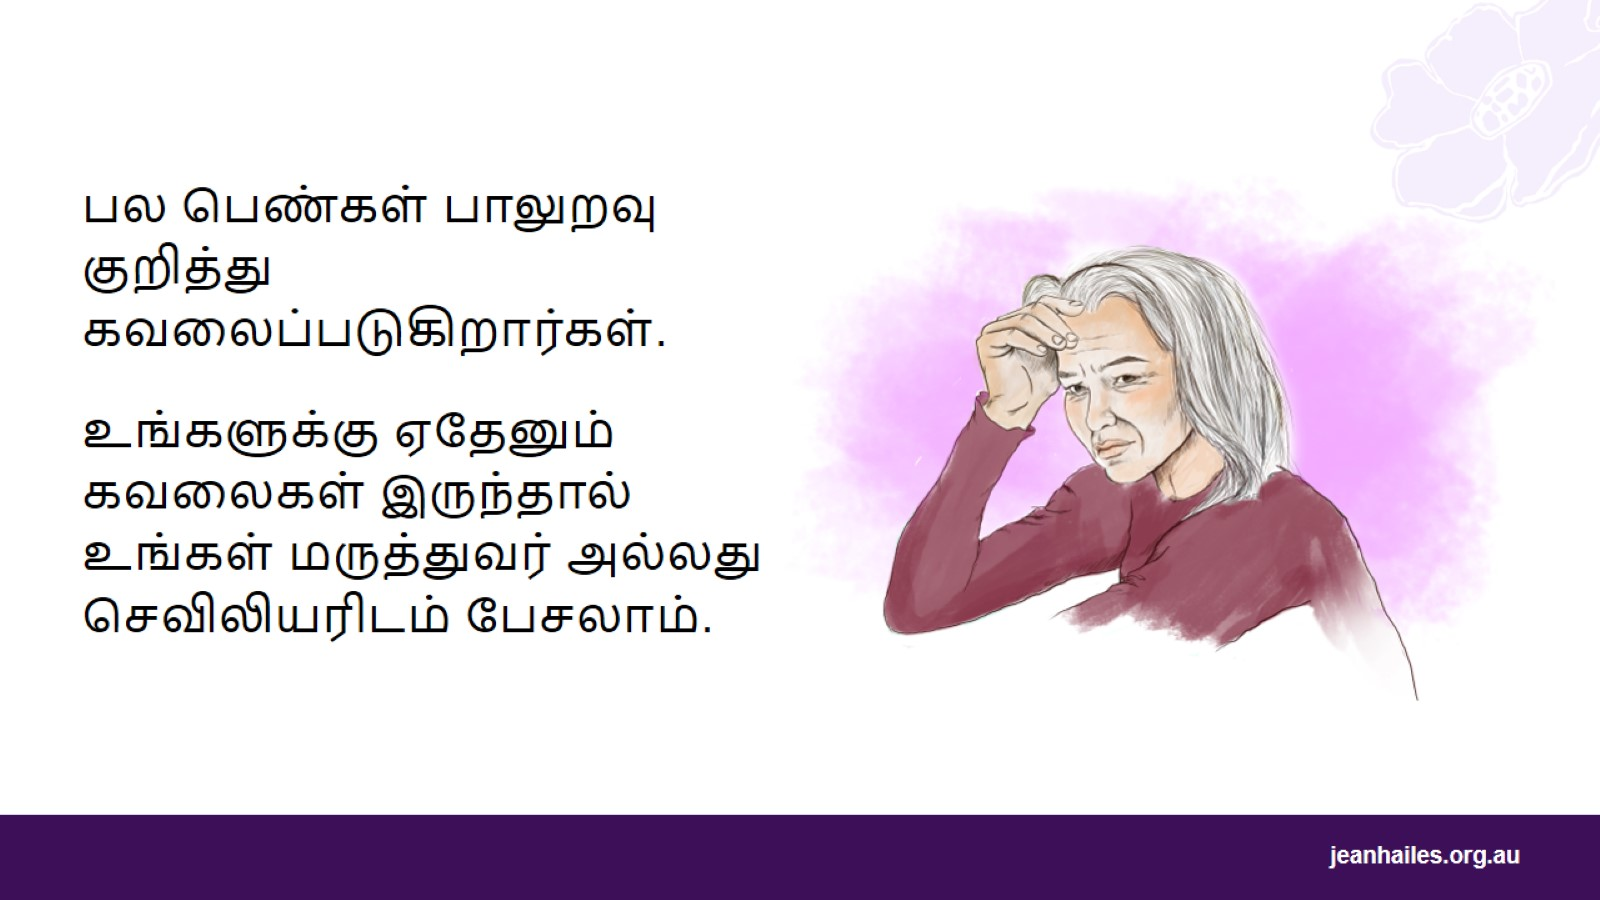 பல பெண்கள் பாலுறவு
குறித்து
கவலைப்படுகிறார்கள்.
உங்களுக்கு ஏதேனும்
கவலைகள் இருந்தால்
உங்கள் மருத்துவர் அல்லது
செவிலியரிடம் பேசலாம்.
jeanhailes.org.au